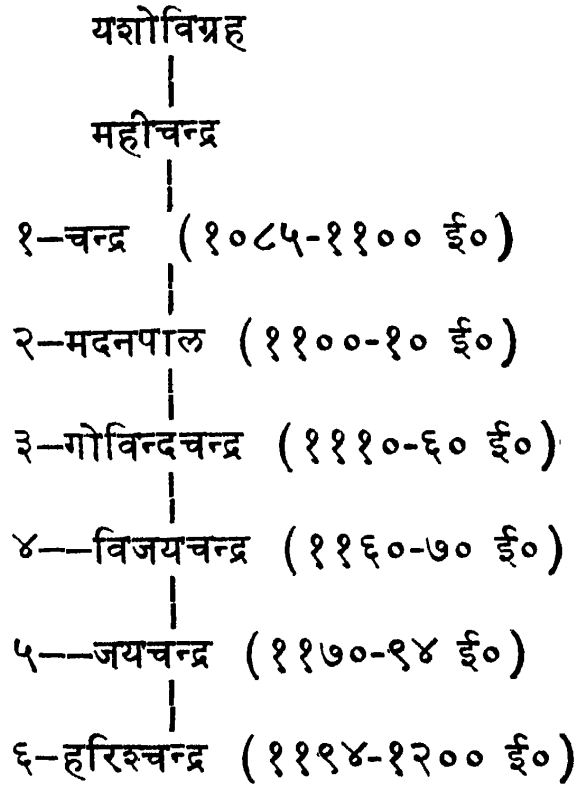 यशोविग्रह
महीचन्द्र
१—चन्द्र (१०८५-११०० ई०)
२—मदनपाल (११००-१० ई०)
३—गोविन्दचन्द्र (१११०-६० ई०)
४——विजयचन्द्र (११६०-७० ई०)
५——जयचन्द्र (११७०-९४ ई०)
६—हरिश्चन्द्र (११९४-१२०० ई०)